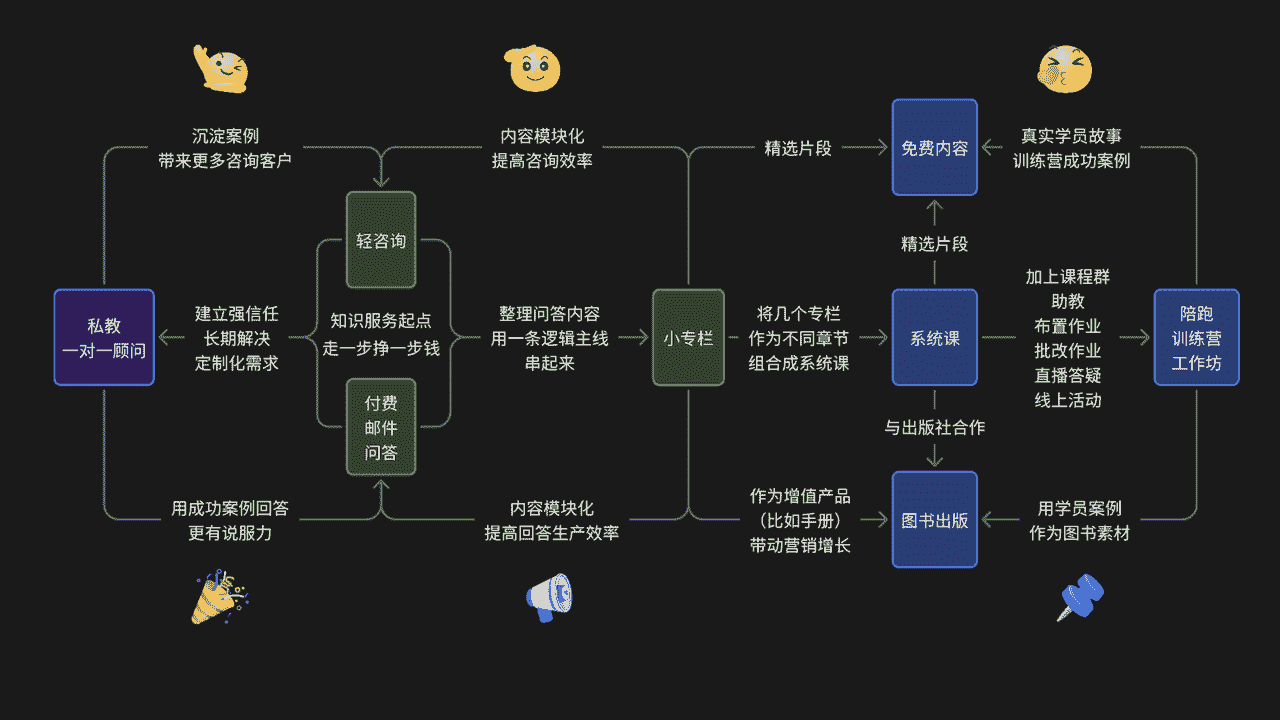 沉淀案例
带来更多咨询客户
内容模块化
提高咨询效率
精选片段
免费内容
真实学员故事
训练营成功案例
轻咨询
精选片段
私教
一对一顾问
建立强信任
长期解决
定制化需求
知识服务起点
走一步挣一步钱
整理问答内容
用一条逻辑主线
串起来
小专栏
将几个专栏
作为不同章节
组合成系统课
系统课
加上课程群
助教
布置作业
批改作业
直播答疑
线上活动
陪跑
训练营
工作坊
付费
邮件
问答
与出版社合作
用成功案例回答
更有说服力
内容模块化
提高回答生产效率
作为增值产品
（比如手册）
带动营销增长
图书出版
用学员案例
作为图书素材